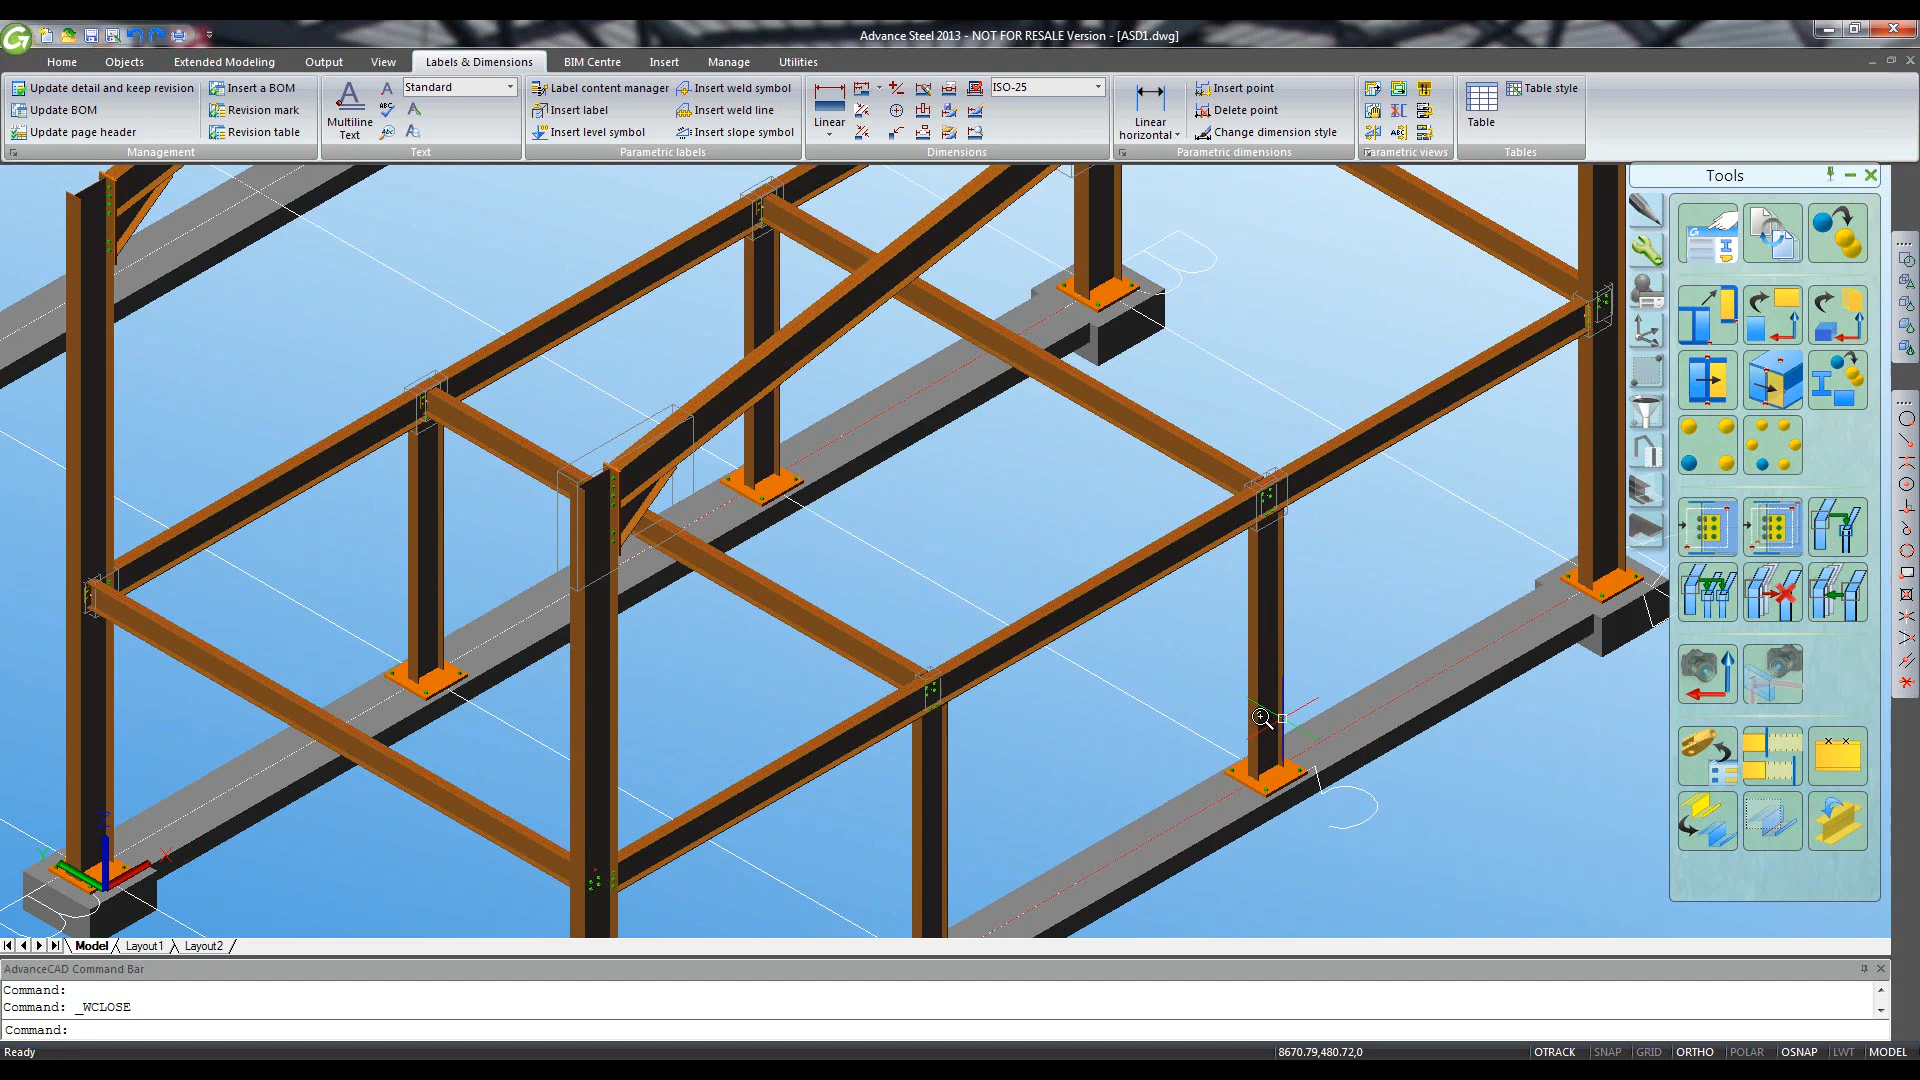 Advance Steel 2013 - NOT FOR RESALE Version - [ASD1.dwg]
Home Objects Extended Modeling Output View Labels & Dimensions BIM Centre Insert Manage Utilities
Update detail and keep revision
Update BOM
Update page header
Insert a BOM
Revision mark
Revision table
Management
Multiline
Text
Standard
ABC
Abc
Text
Label content manager
Insert label
Insert level symbol
Insert weld symbol
Insert weld line
Insert slope symbol
Parametric labels
Linear
ISO-25
Dimensions
Linear
horizontal
Insert point
Delete point
Change dimension style
Parametric dimensions
ABC
Parametric views
Table
Table style
Tables
Tools
Z
Y
X
Model Layout1 Layout2
AdvanceCAD Command Bar
Command:
Command: _WCLOSE
Command:
Ready
8670.79,480.72,0
OTRACK SNAP GRID ORTHO POLAR OSNAP LWT MODEL